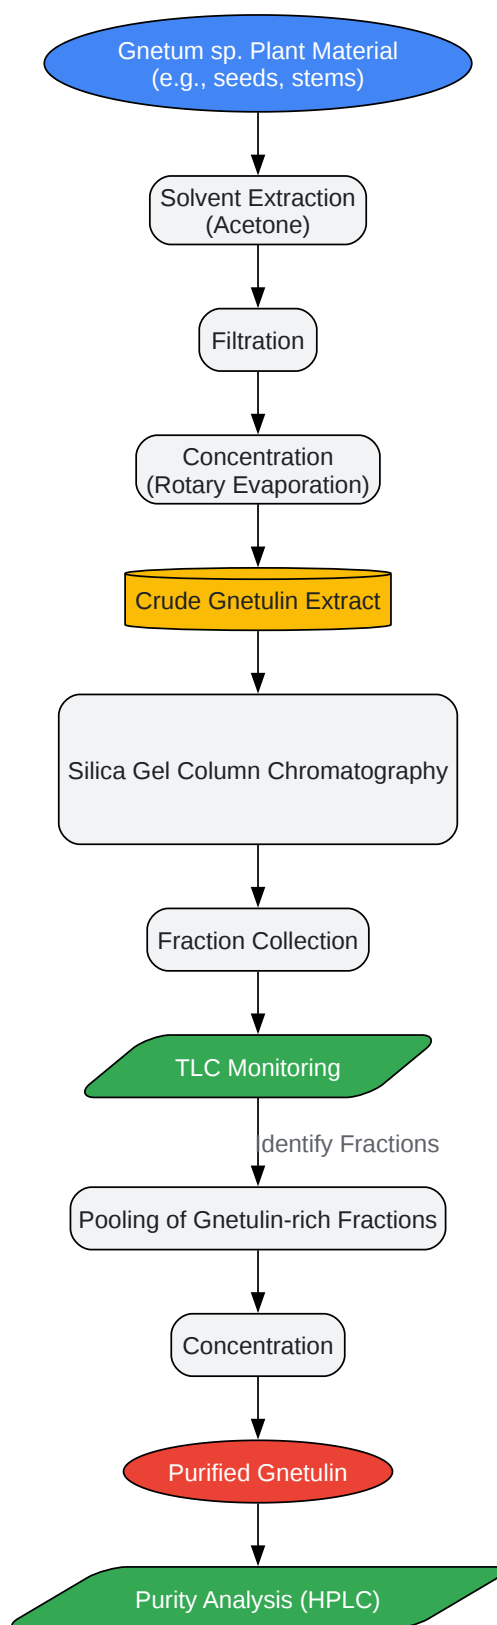 Gnetum sp. Plant Material
(e.g., seeds, stems)
Solvent Extraction
(Acetone)
Filtration
Concentration
(Rotary Evaporation)
Crude Gnetulin Extract
Silica Gel Column Chromatography
Fraction Collection
TLC Monitoring
Identify Fractions
Pooling of Gnetulin-rich Fractions
Concentration
Purified Gnetulin
Purity Analysis (HPLC)